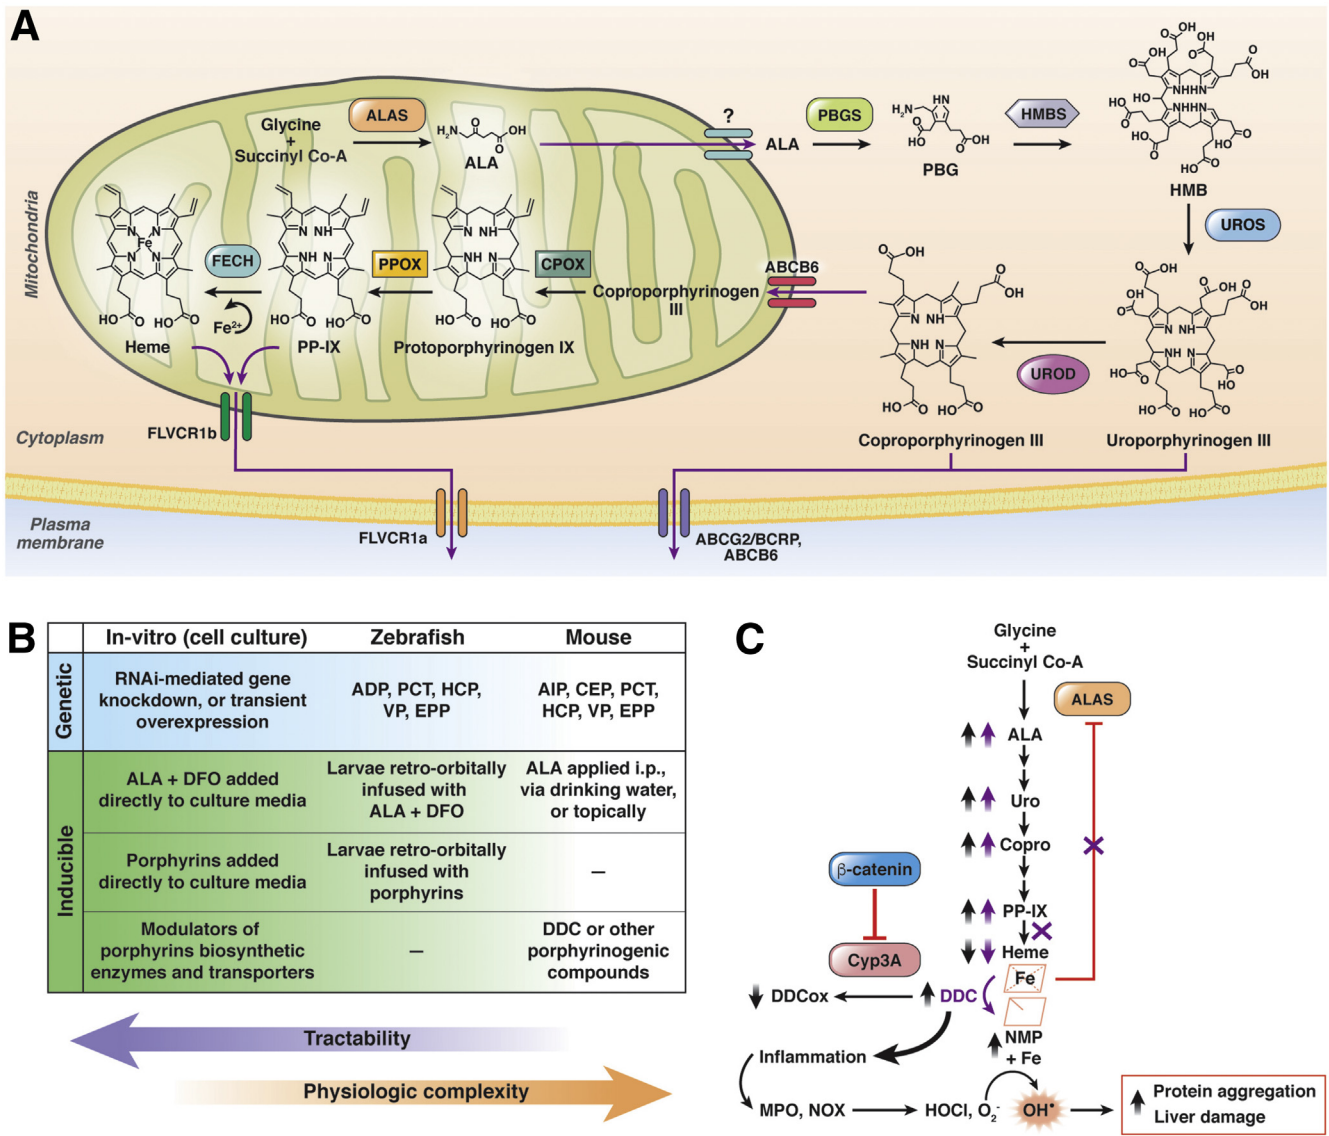 A
Mitochondria
Glycine
+
Succinyl Co-A
ALAS
H2N
O
OH
O
ALA
?
ALA
PBGS
H2N
HN
O
HO
O
OH
PBG
HMBS
HMB
UROS
Uroporphyrinogen III
UROD
Coproporphyrinogen III
ABCB6
Coproporphyrinogen
III
CPOX
Protoporphyrinogen IX
PPOX
PP-IX
FECH
Fe2+
Fe
Heme
FLVCR1b
Cytoplasm
Plasma
membrane
FLVCR1a
ABCG2/BCRP,
ABCB6
B
In-vitro (cell culture)
Zebrafish
Mouse
Genetic
RNAi-mediated gene
knockdown, or transient
overexpression
ADP, PCT, HCP,
VP, EPP
AIP, CEP, PCT,
HCP, VP, EPP
Inducible
ALA + DFO added
directly to culture media
Larvae retro-orbitally
infused with
ALA + DFO
ALA applied i.p.,
via drinking water,
or topically
Porphyrins added
directly to culture media
Larvae retro-orbitally
infused with
porphyrins
—
Modulators of
porphyrins biosynthetic
enzymes and transporters
—
DDC or other
porphyrinogenic
compounds
Tractability
Physiologic complexity
C
Glycine
+
Succinyl Co-A
ALAS
ALA
Uro
Copro
PP-IX
Heme
Fe
β-catenin
Cyp3A
DDCox
DDC
NMP
+ Fe
Inflammation
MPO, NOX
HOCl, O2-
OH•
Protein aggregation
Liver damage